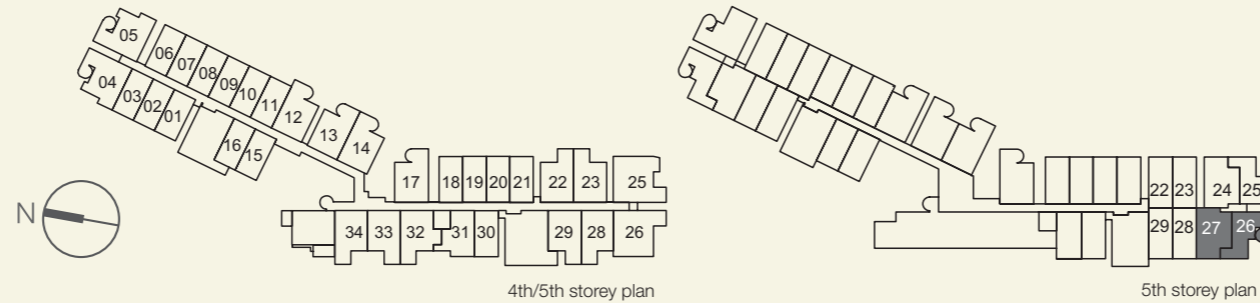 05
06 07 08 09 10 11 12
04 03 02 01
13 14
16 15
N
17 18 19 20 21 22 23 25
34 33 32 31 30 29 28 26
4th/5th storey plan
22 23 24 25
29 28 27 26
5th storey plan